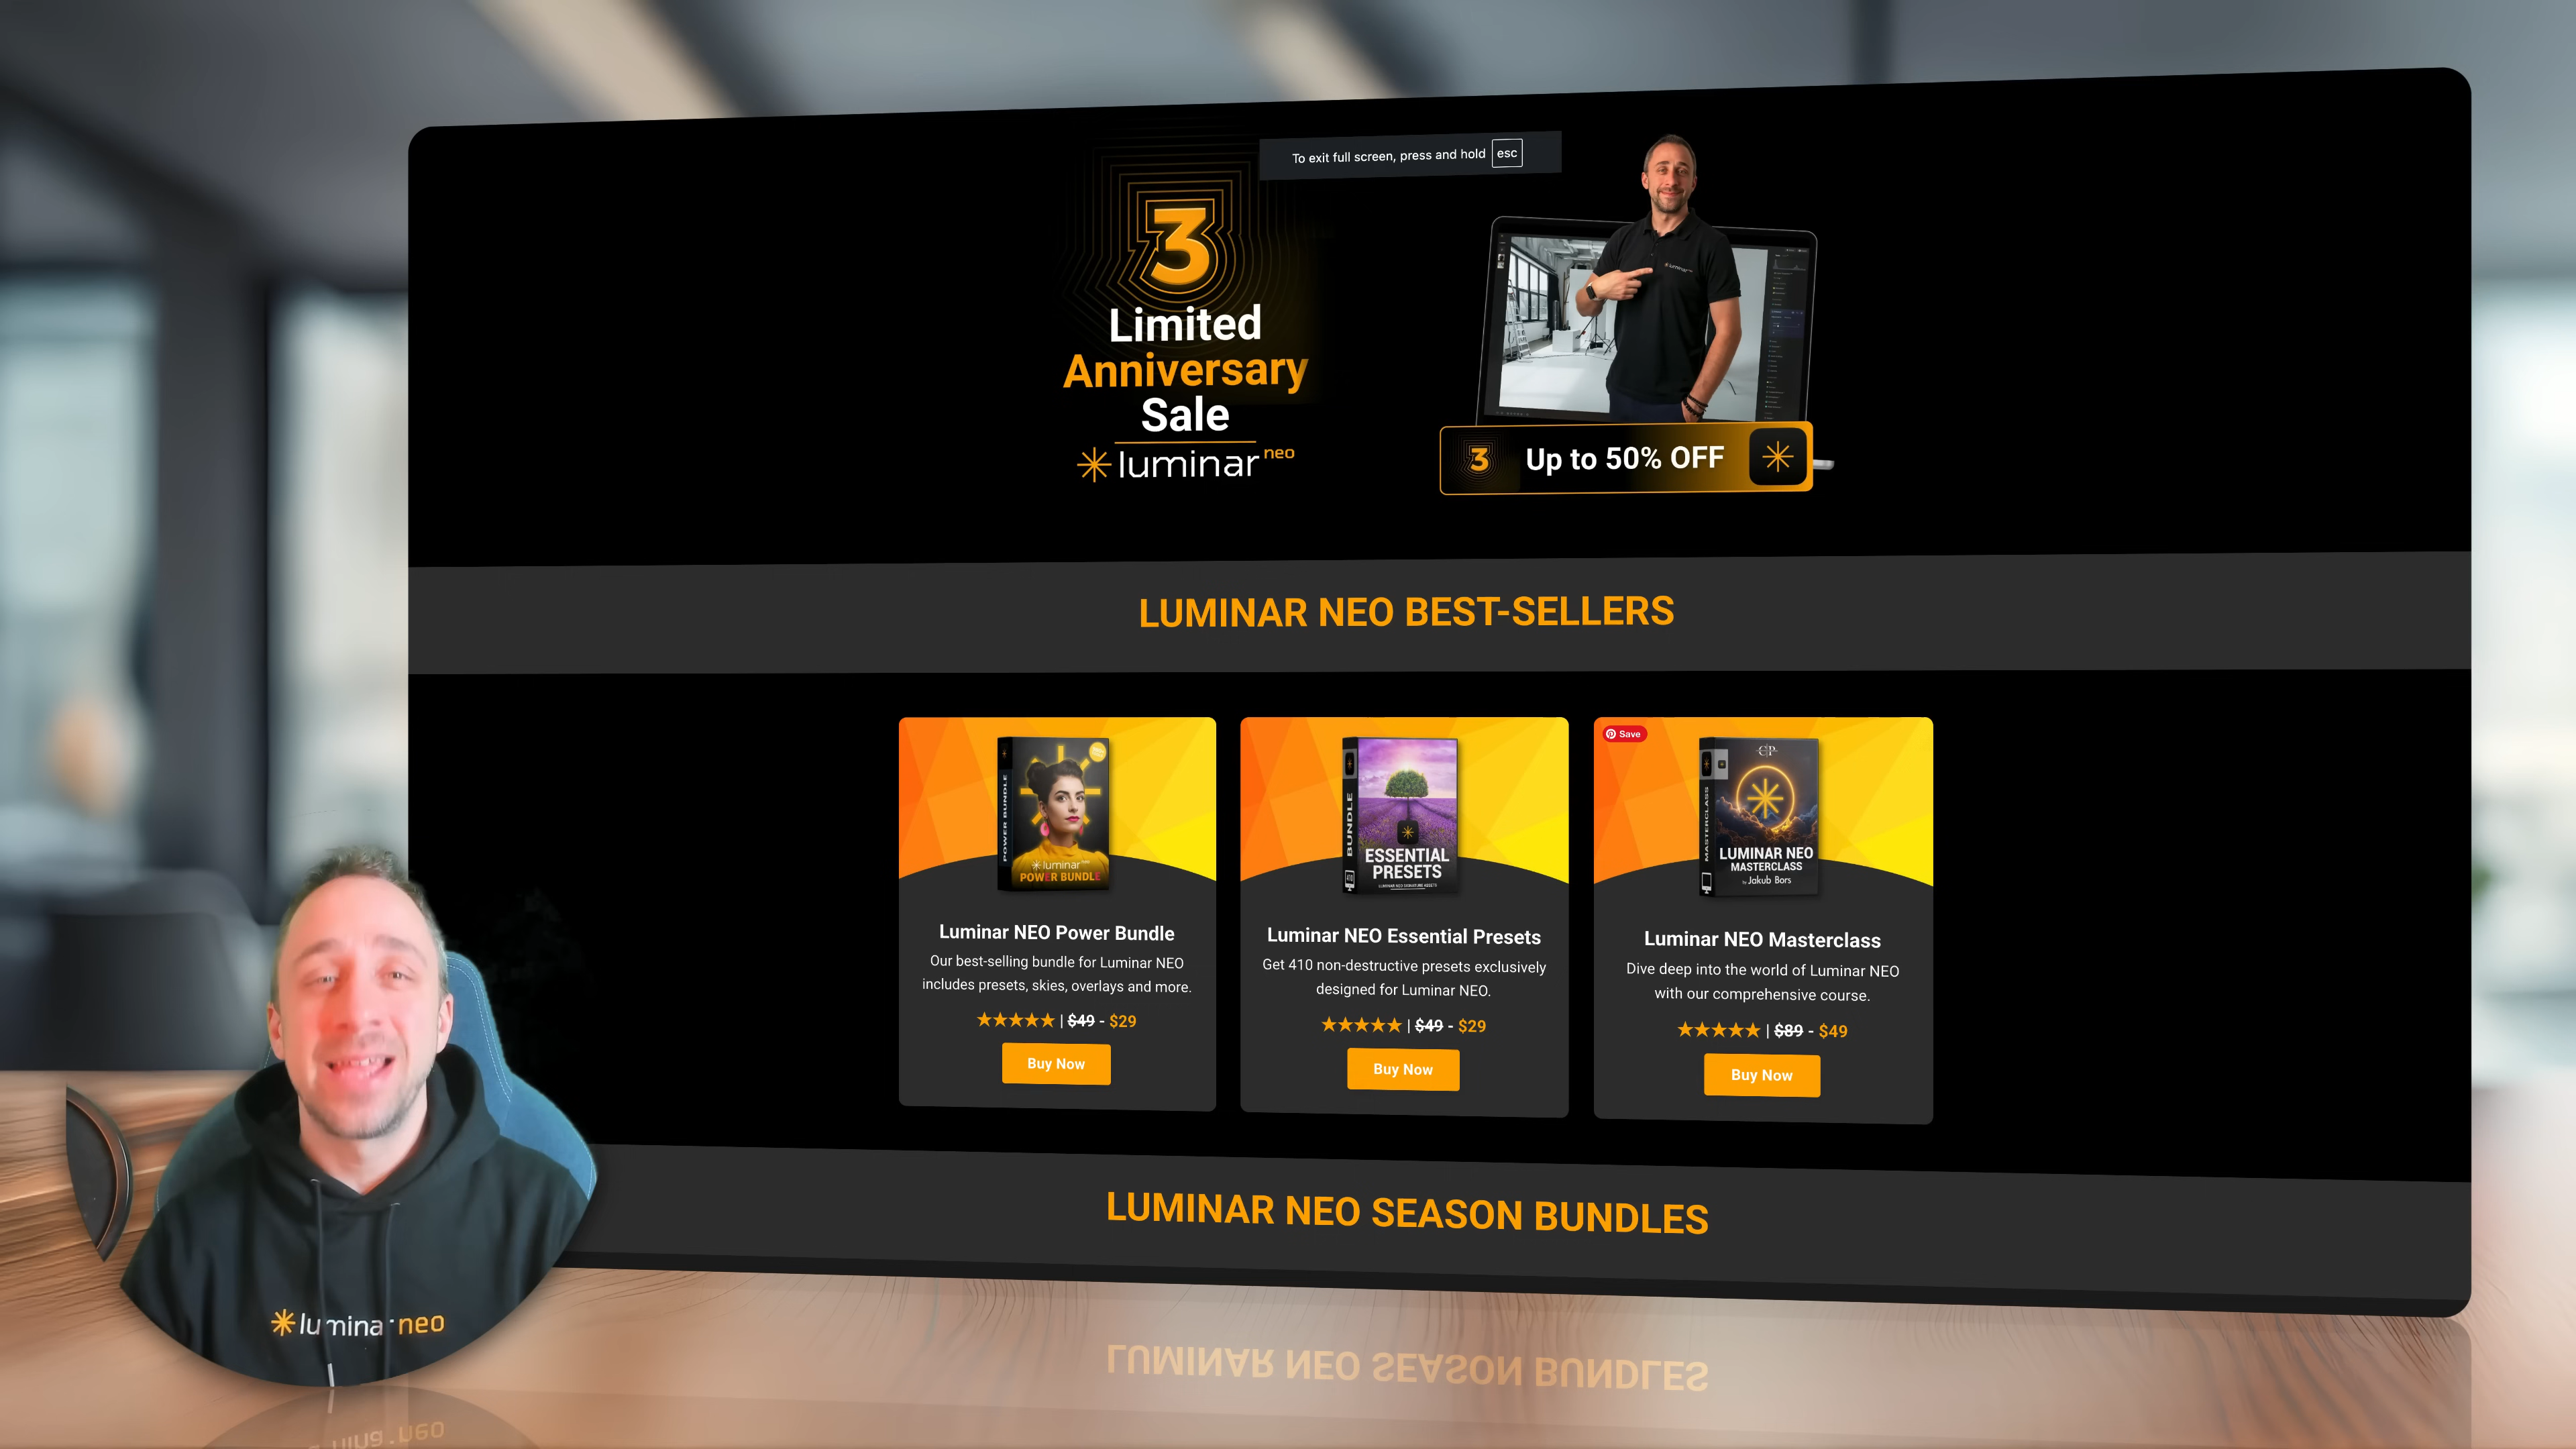 To exit full screen, press and hold esc
3
Limited
Anniversary
Sale
luminar neo
luminar
3 Up to 50% OFF
LUMINAR NEO BEST-SELLERS
POWER BUNDLE
luminar
POWER BUNDLE
Luminar NEO Power Bundle
Our best-selling bundle for Luminar NEO
includes presets, skies, overlays and more.
★★★★★ | $49 - $29
Buy Now
BUNDLE
ESSENTIAL
PRESETS
Luminar NEO Essential Presets
Get 410 non-destructive presets exclusively
designed for Luminar NEO.
★★★★★ | $49 - $29
Buy Now
Save
MASTERCLASS
LUMINAR NEO
MASTERCLASS
by Jakub Bors
Luminar NEO Masterclass
Dive deep into the world of Luminar NEO
with our comprehensive course.
★★★★★ | $89 - $49
Buy Now
LUMINAR NEO SEASON BUNDLES
luminar neo
LUMINAR NEO SEASON BUNDLES